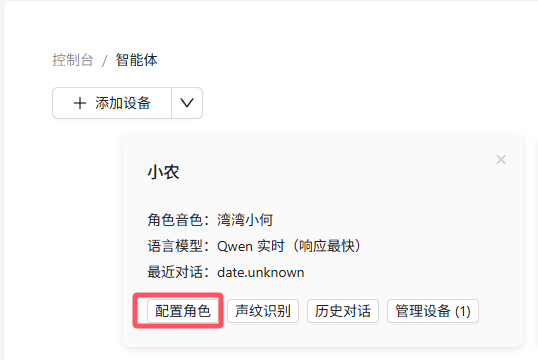 控制台 / 智能体
添加设备
小农
角色音色：湾湾小何
语言模型：Qwen 实时（响应最快）
最近对话：date.unknown
配置角色 声纹识别 历史对话 管理设备 (1)